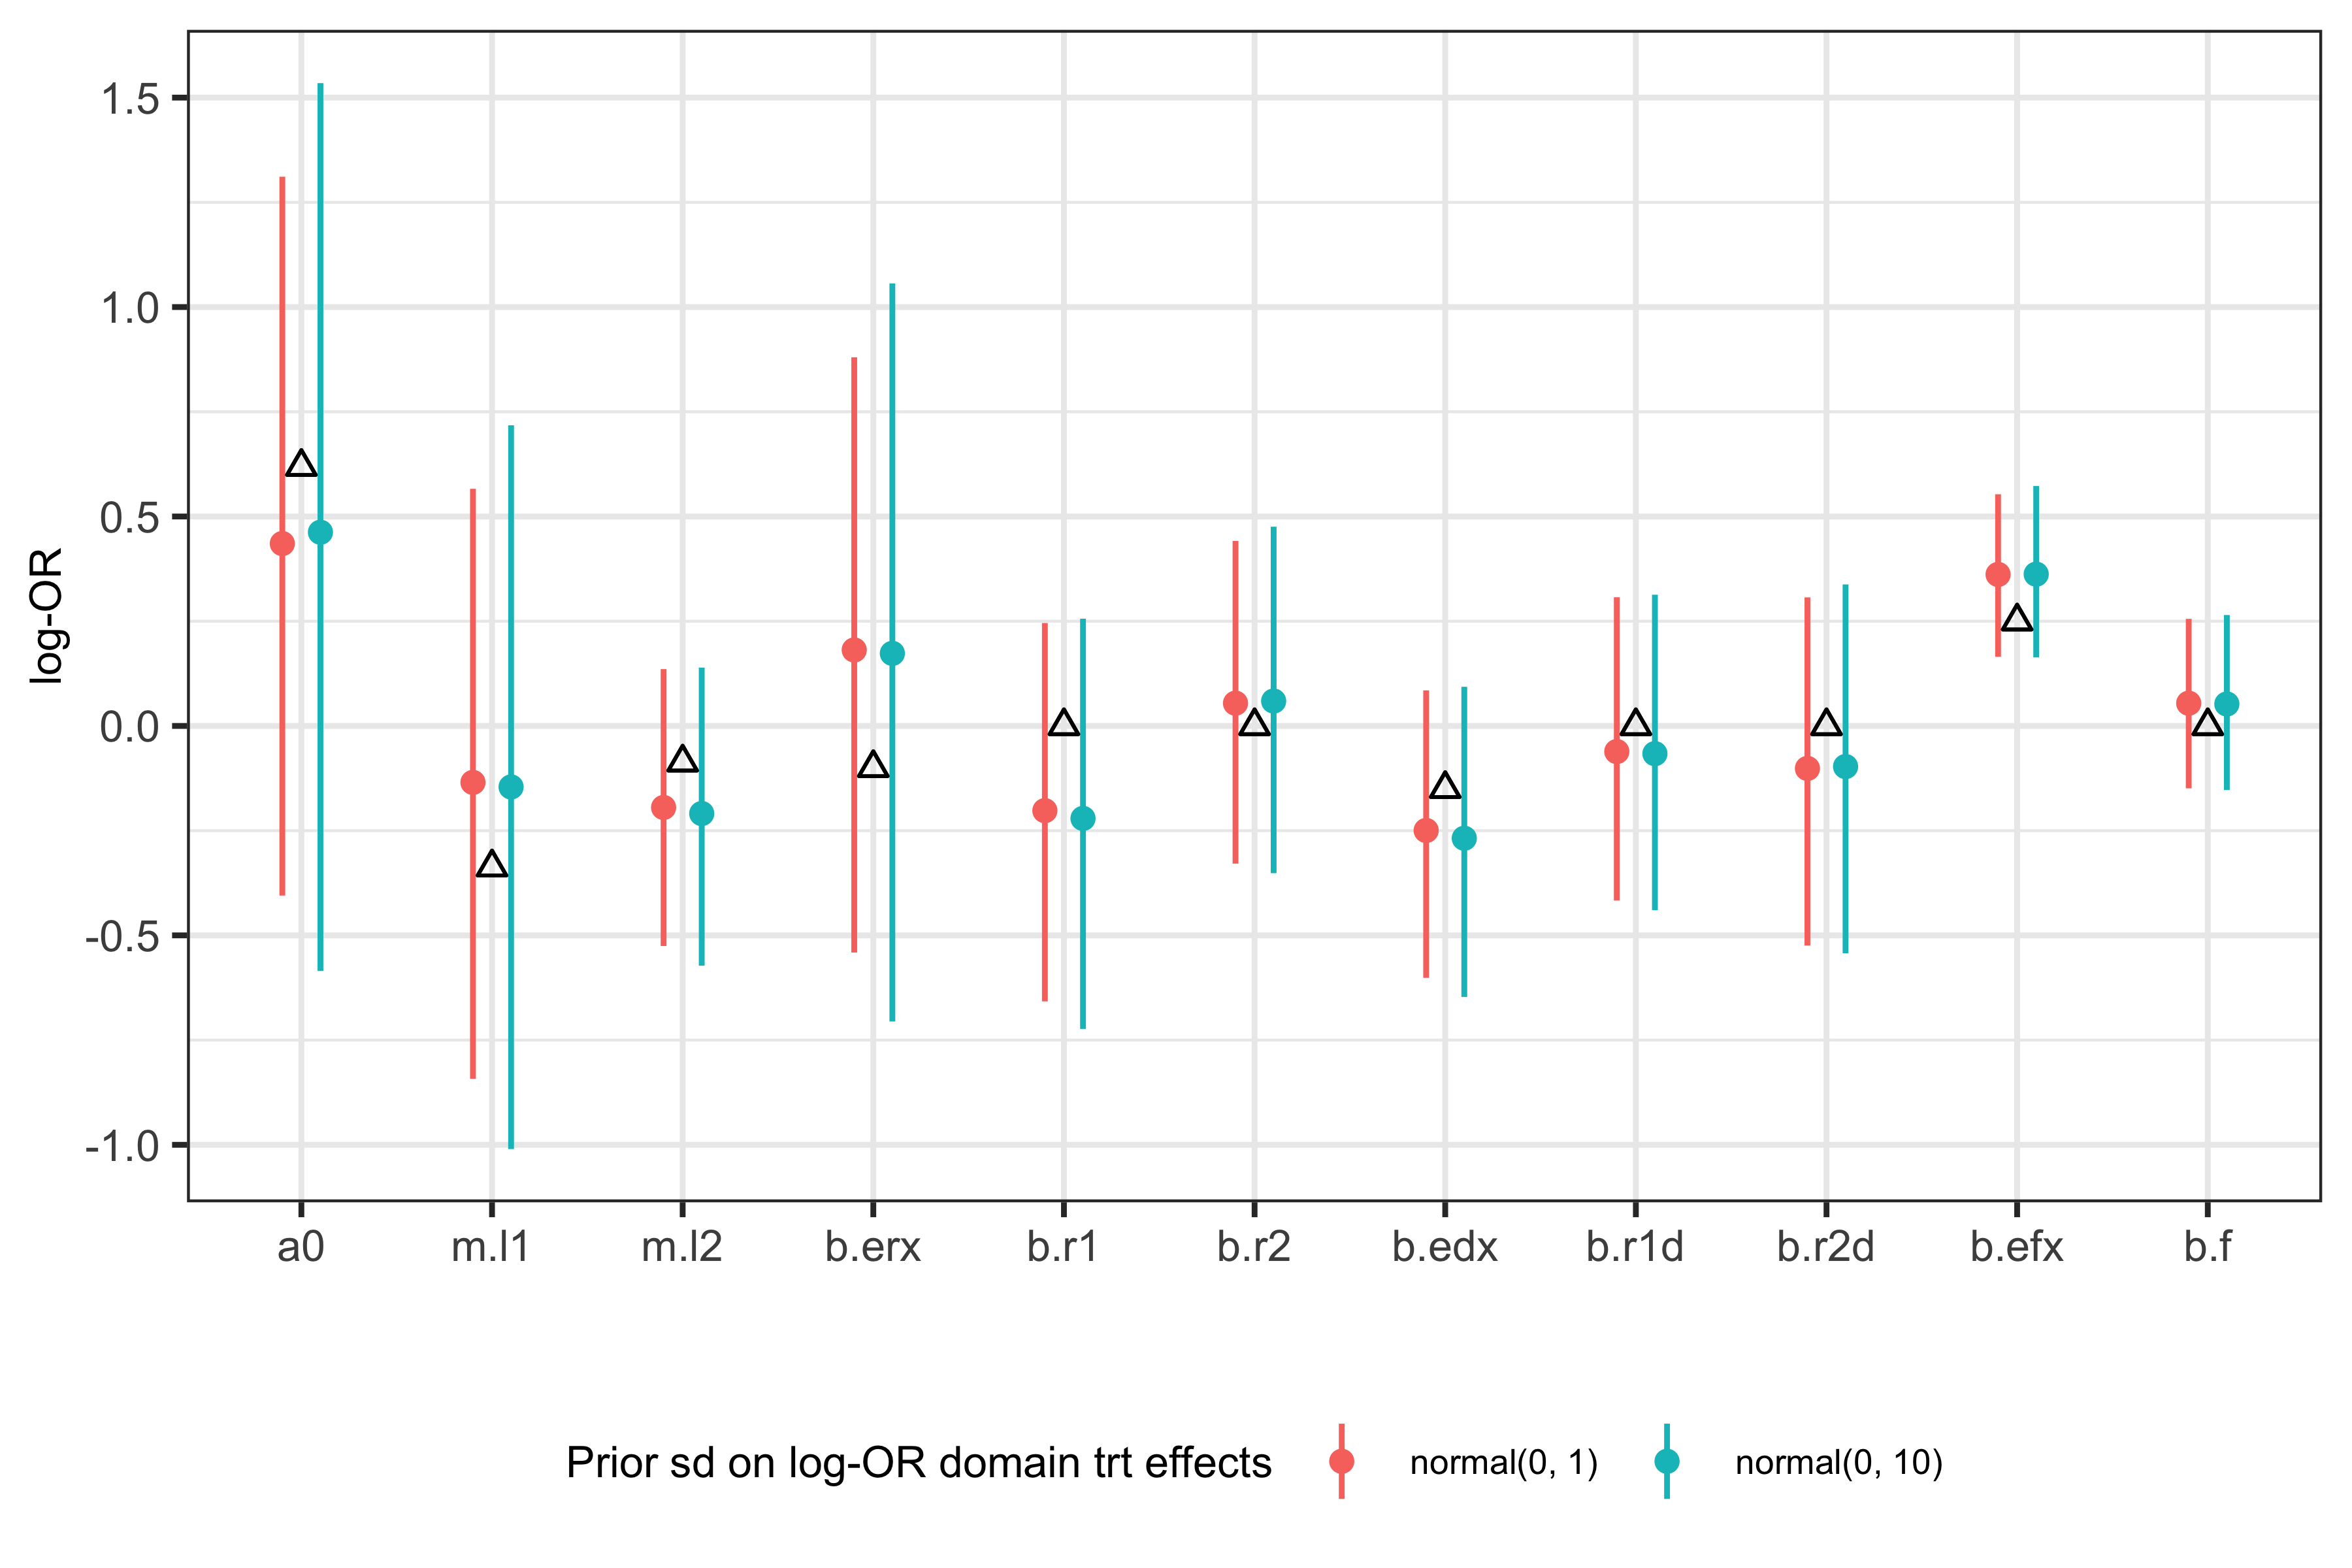 1.5
1.0
0.5
0.0
-0.5
-1.0
log-OR
a0 m.l1 m.l2 b.erx b.r1 b.r2 b.edx b.r1d b.r2d b.efx b.f
Prior sd on log-OR domain trt effects normal(0, 1) normal(0, 10)